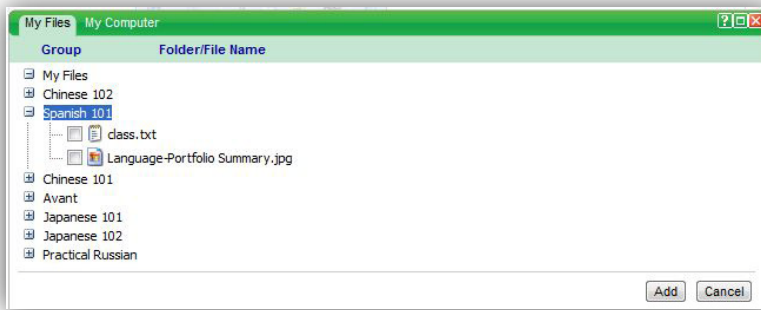 My Files My Computer
Group Folder/File Name
My Files
Chinese 102
Spanish 101
class.txt
Language-Portfolio Summary.jpg
Chinese 101
Avant
Japanese 101
Japanese 102
Practical Russian
Add Cancel